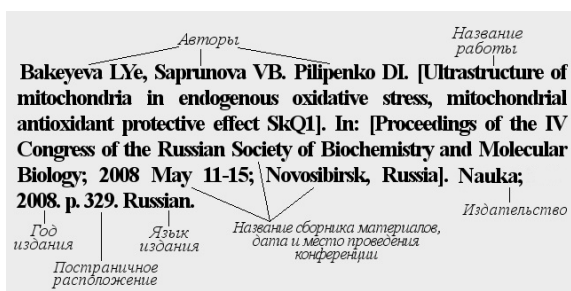 Авторы
Название
работы
Bakeyeva LYe, Saprunova VB. Pilipenko DI. [Ultrastructure of
mitochondria in endogenous oxidative stress, mitochondrial
antioxidant protective effect SkQ1]. In: [Proceedings of the IV
Congress of the Russian Society of Biochemistry and Molecular
Biology; 2008 May 11-15; Novosibirsk, Russia]. Nauka;
2008. p. 329. Russian.
Издательство
Год
издания
Язык
издания
Название сборника материалов,
дата и место проведения
конференции
Постраничное
расположение